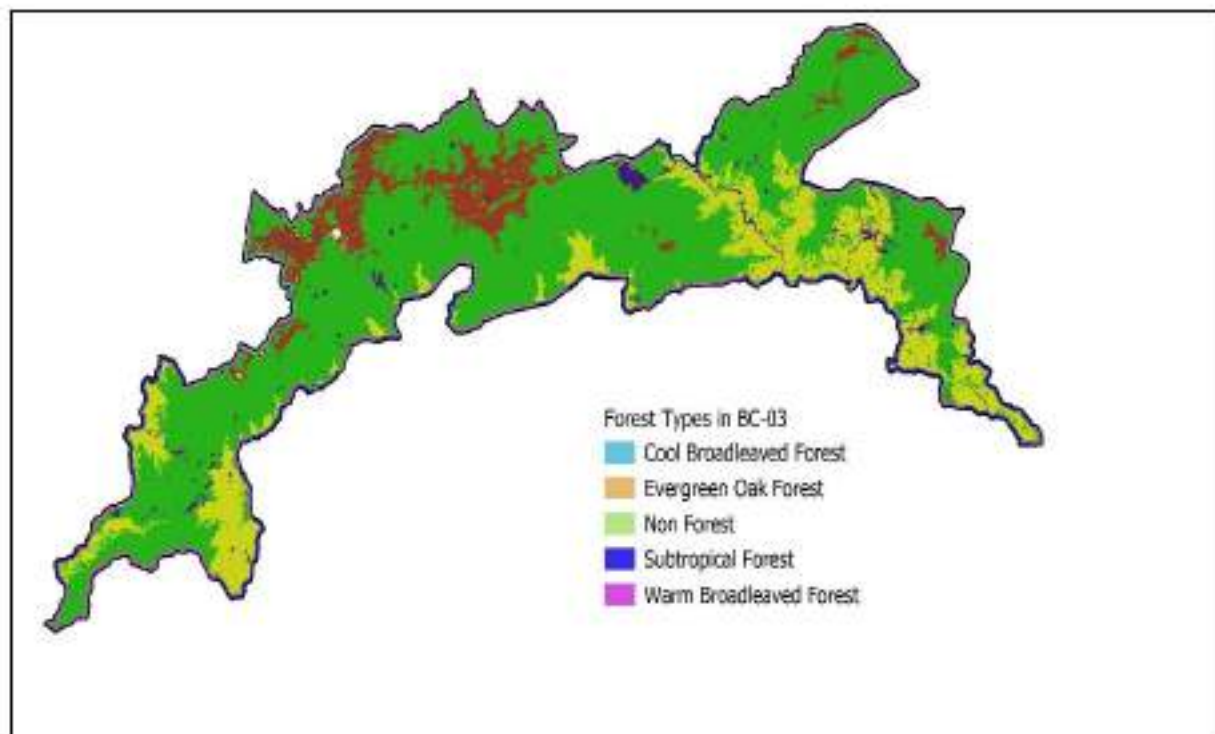 Forest Types in BC-03
Cool Broadleaved Forest
Evergreen Oak Forest
Non Forest
Subtropical Forest
Warm Broadleaved Forest